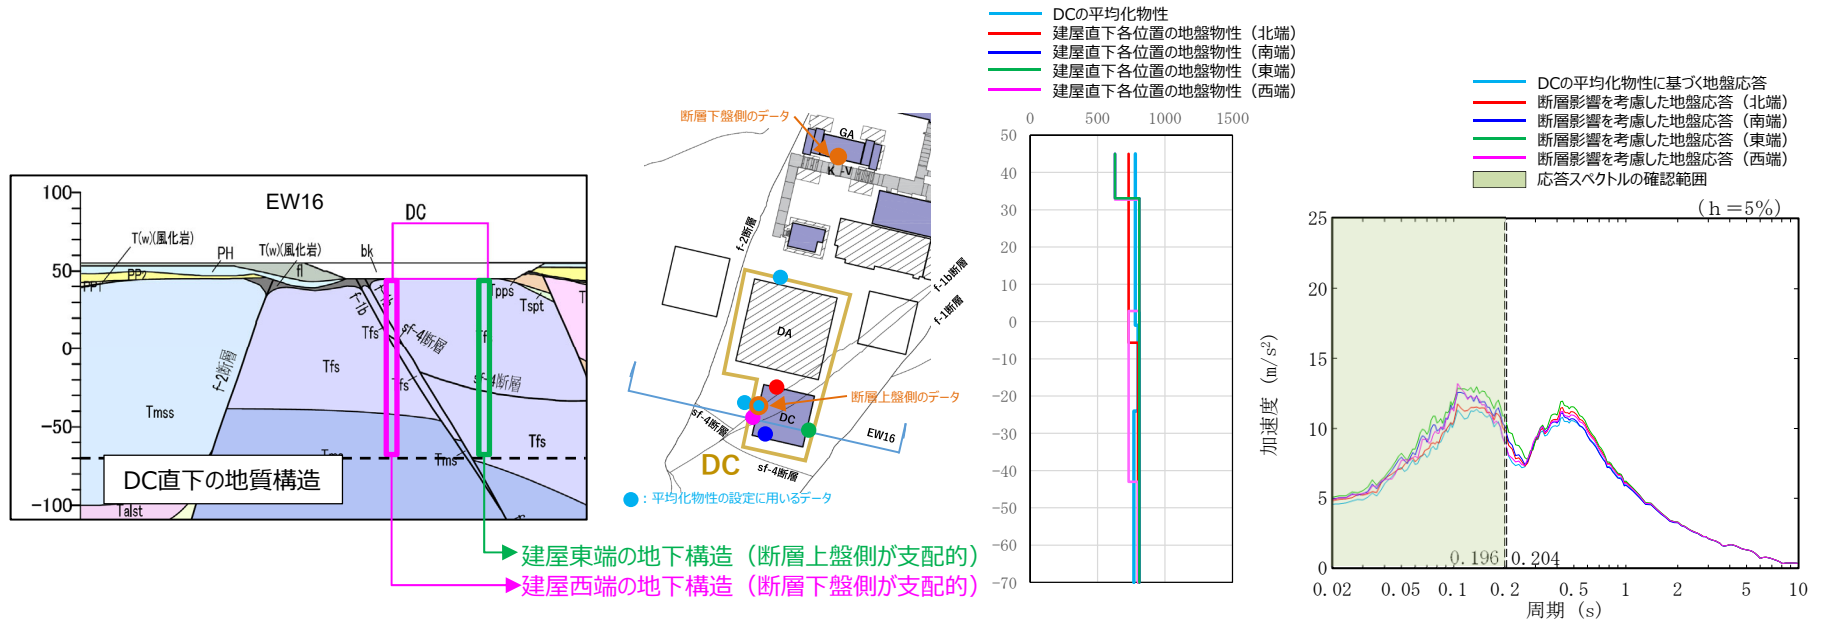 EW16
DC
100
50
0
−50
−100
T(w)(風化岩)
PH
T(w)(風化岩)
fl
bk
PP2
PP1
f-1b
Tfs
sf-4断層
Tpps
Tspt
T
f-2断層
Tfs
Tfs
sf-4断層
Tmss
Tms
Tfs
Talst
DC直下の地質構造
建屋東端の地下構造（断層上盤側が支配的）
建屋西端の地下構造（断層下盤側が支配的）
断層下盤側のデータ
GA
f-2断層
f-1b断層
f-1断層
DA
断層上盤側のデータ
DC
sf-4断層
EW16
DC
sf-4断層
：平均化物性の設定に用いるデータ
DCの平均化物性
建屋直下各位置の地盤物性（北端）
建屋直下各位置の地盤物性（南端）
建屋直下各位置の地盤物性（東端）
建屋直下各位置の地盤物性（西端）
0 500 1000 1500
50
40
30
20
10
0
−10
−20
−30
−40
−50
−60
−70
DCの平均化物性に基づく地盤応答
断層影響を考慮した地盤応答（北端）
断層影響を考慮した地盤応答（南端）
断層影響を考慮した地盤応答（東端）
断層影響を考慮した地盤応答（西端）
応答スペクトルの確認範囲
（ｈ＝5%）
加速度 (m/s²)
25
20
15
10
5
0
0.196 0.204
0.02 0.05 0.1 0.2 0.5 1 2 5 10
周期 (s)